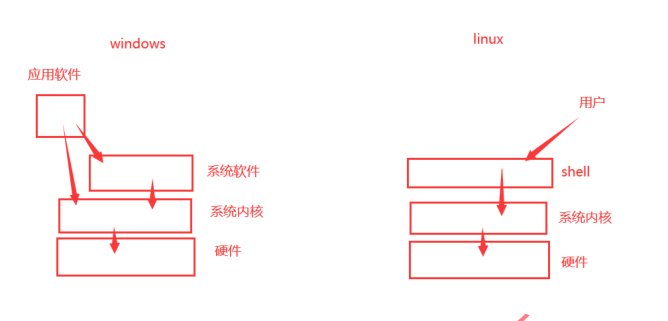 windows
应用软件
系统软件
系统内核
硬件
linux
用户
shell
系统内核
硬件